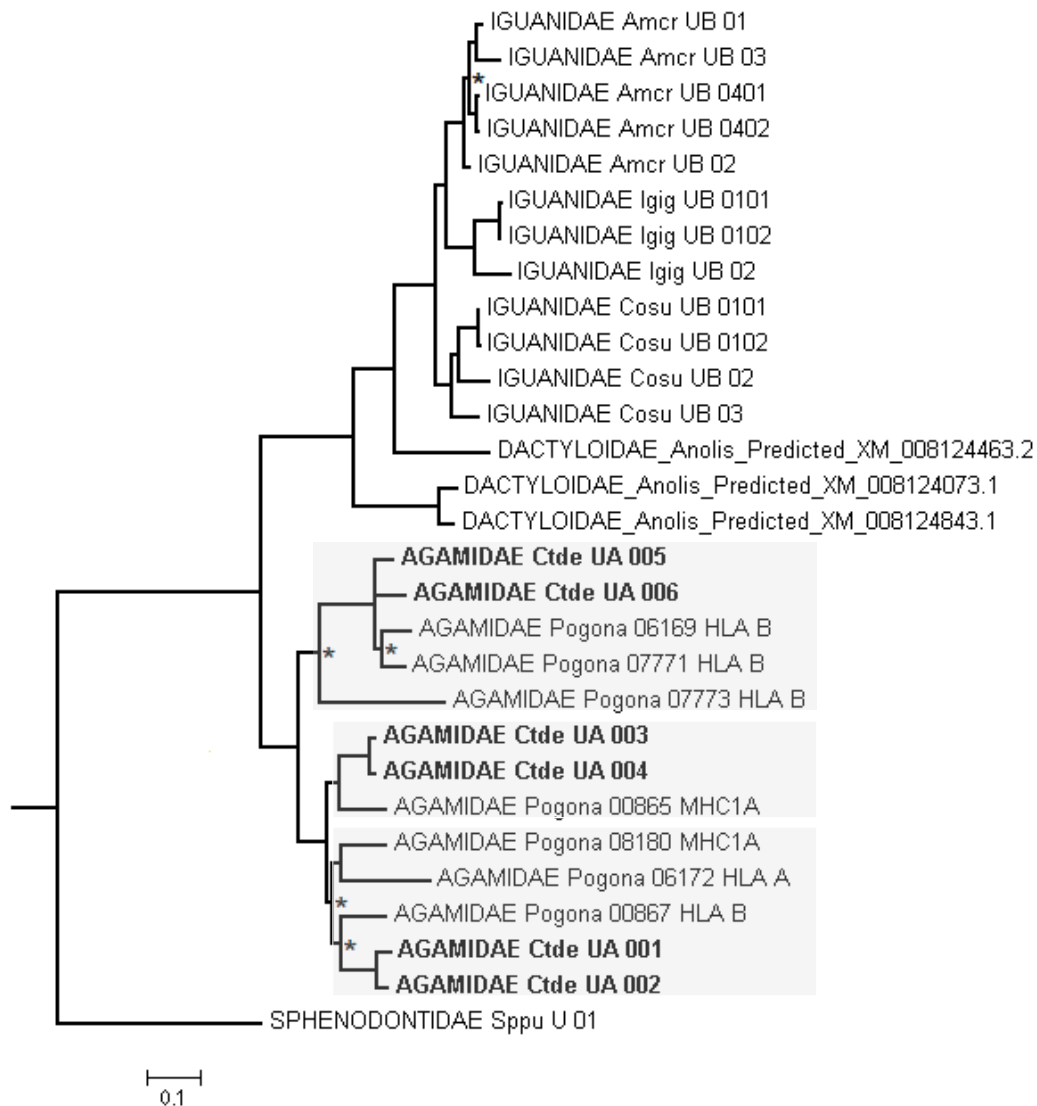 IGUANIDAE Amcr UB 01
IGUANIDAE Amcr UB 03
*
IGUANIDAE Amcr UB 0401
IGUANIDAE Amcr UB 0402
IGUANIDAE Amcr UB 02
IGUANIDAE Igig UB 0101
IGUANIDAE Igig UB 0102
IGUANIDAE Igig UB 02
IGUANIDAE Cosu UB 0101
IGUANIDAE Cosu UB 0102
IGUANIDAE Cosu UB 02
IGUANIDAE Cosu UB 03
DACTYLOIDAE_Anolis_Predicted_XM_008124463.2
DACTYLOIDAE_Anolis_Predicted_XM_008124073.1
DACTYLOIDAE_Anolis_Predicted_XM_008124843.1
AGAMIDAE Ctde UA 005
AGAMIDAE Ctde UA 006
AGAMIDAE Pogona 06169 HLA B
* *
AGAMIDAE Pogona 07771 HLA B
AGAMIDAE Pogona 07773 HLA B
AGAMIDAE Ctde UA 003
AGAMIDAE Ctde UA 004
AGAMIDAE Pogona 00865 MHC1A
AGAMIDAE Pogona 08180 MHC1A
AGAMIDAE Pogona 06172 HLA A
*
AGAMIDAE Pogona 00867 HLA B
*
AGAMIDAE Ctde UA 001
AGAMIDAE Ctde UA 002
SPHENODONTIDAE Sppu U 01
0.1